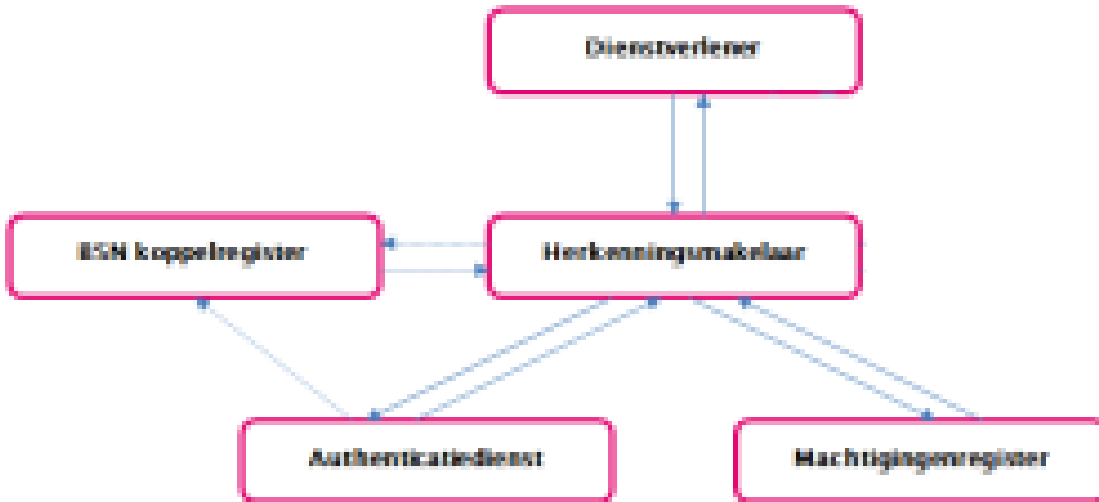 Dienstverlener
BSN koppelregister
Herkenningsmakelaar
Authenticatiedienst
Machtigingenregister